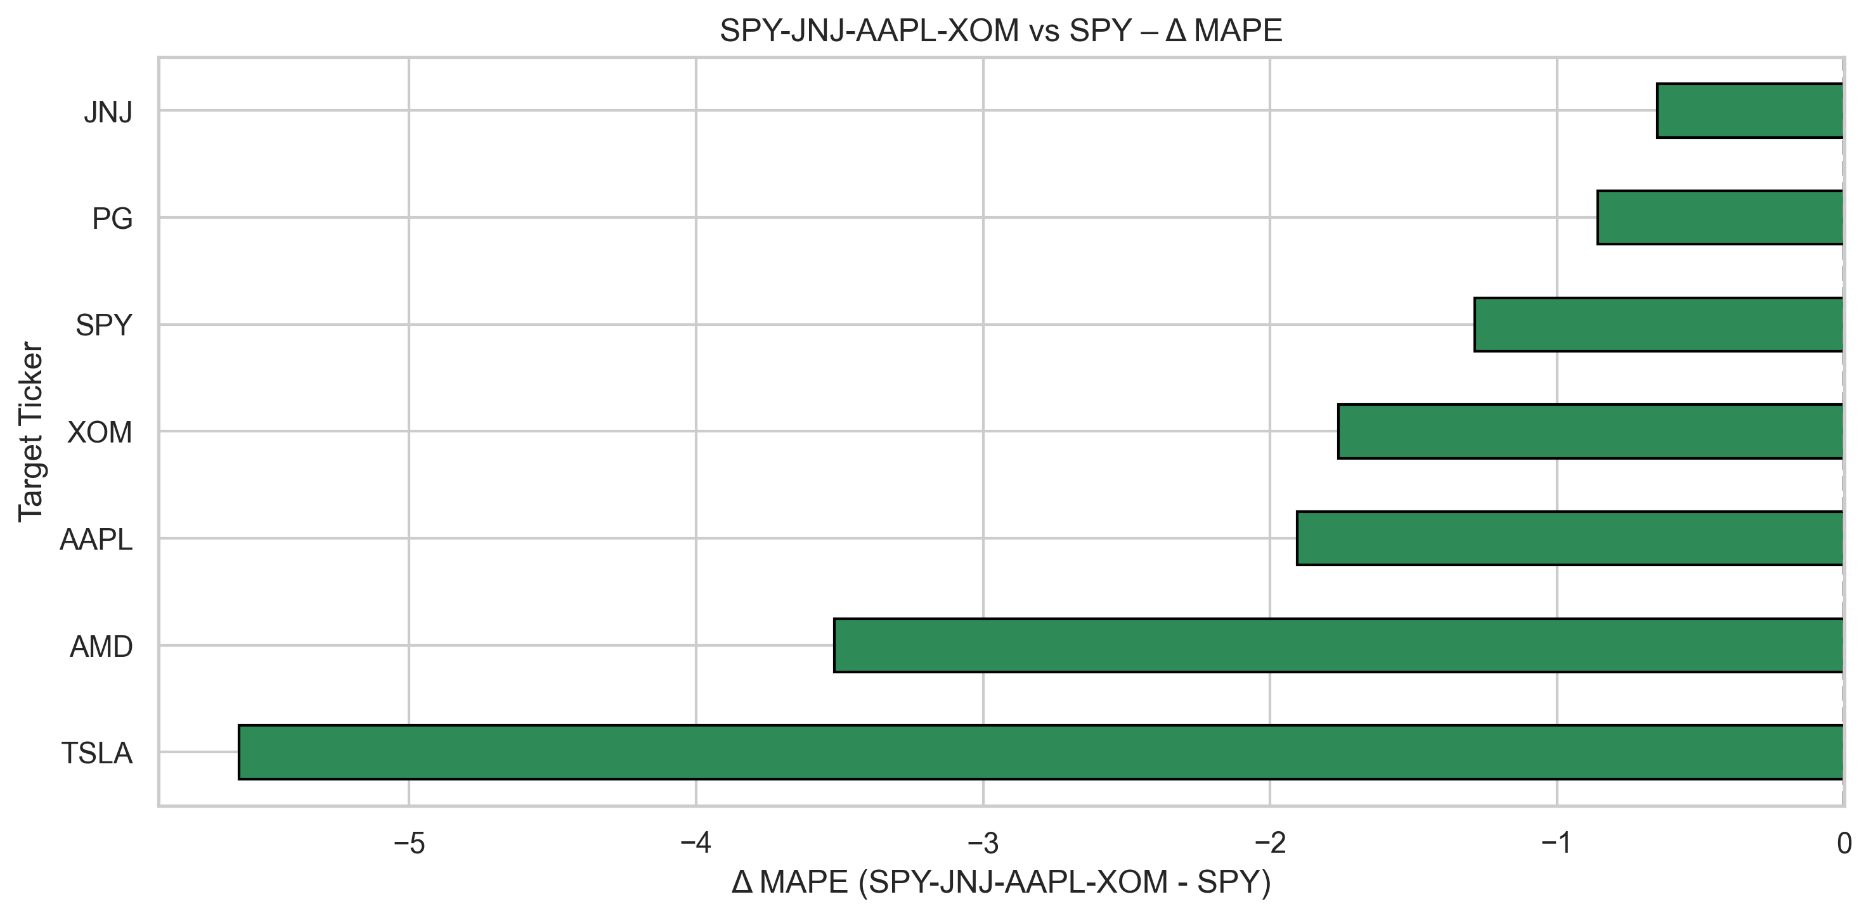 SPY-JNJ-AAPL-XOM vs SPY – Δ MAPE
Target Ticker
JNJ
PG
SPY
XOM
AAPL
AMD
TSLA
−5 −4 −3 −2 −1 0
Δ MAPE (SPY-JNJ-AAPL-XOM - SPY)